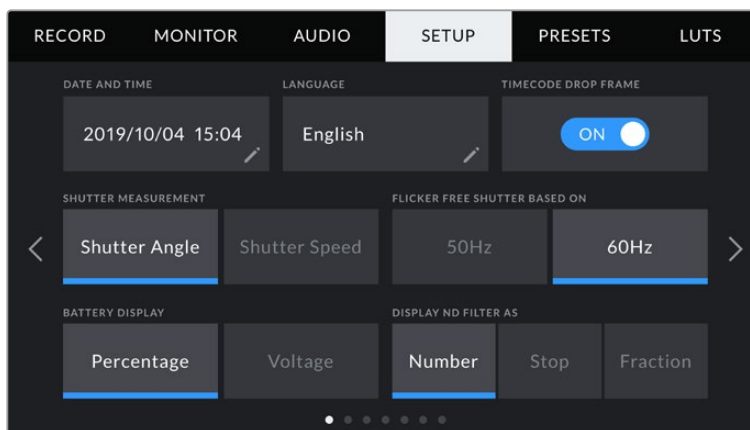 RECORD MONITOR AUDIO SETUP PRESETS LUTS
DATE AND TIME LANGUAGE TIMECODE DROP FRAME
2019/10/04 15:04 English ON
SHUTTER MEASUREMENT FLICKER FREE SHUTTER BASED ON
Shutter Angle Shutter Speed 50Hz 60Hz
BATTERY DISPLAY DISPLAY ND FILTER AS
Percentage Voltage Number Stop Fraction